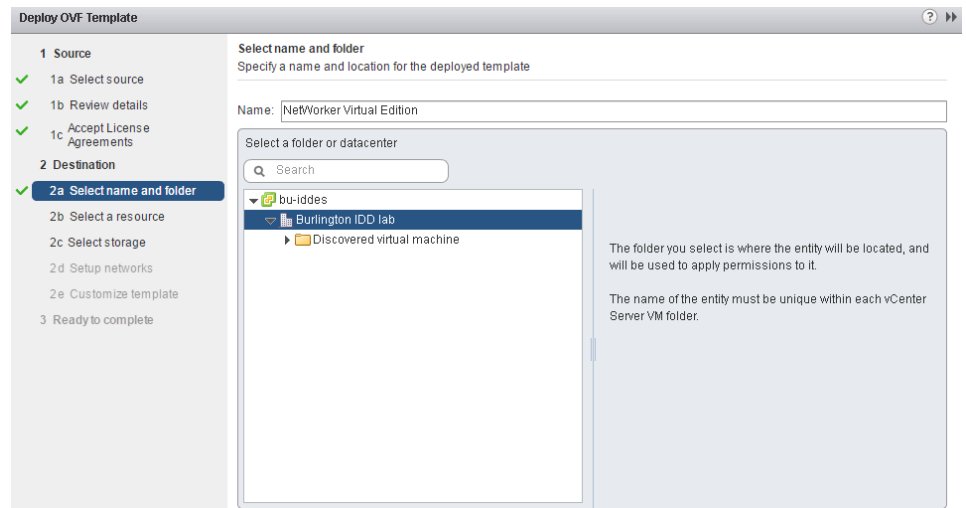 Deploy OVF Template
?
1 Source
1a Select source
1b Review details
1c Accept License
Agreements
2 Destination
2a Select name and folder
2b Select a resource
2c Select storage
2d Setup networks
2e Customize template
3 Ready to complete
Select name and folder
Specify a name and location for the deployed template
Name: NetWorker Virtual Edition
Select a folder or datacenter
Search
bu-iddes
Burlington IDD lab
Discovered virtual machine
The folder you select is where the entity will be located, and
will be used to apply permissions to it.
The name of the entity must be unique within each vCenter
Server VM folder.